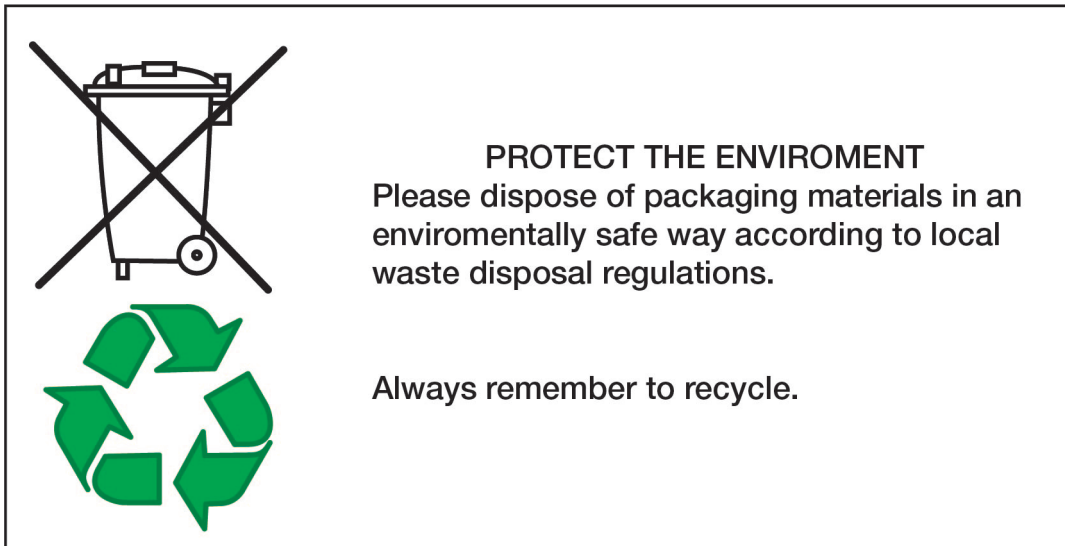 PROTECT THE ENVIROMENT
Please dispose of packaging materials in an
enviromentally safe way according to local
waste disposal regulations.
Always remember to recycle.